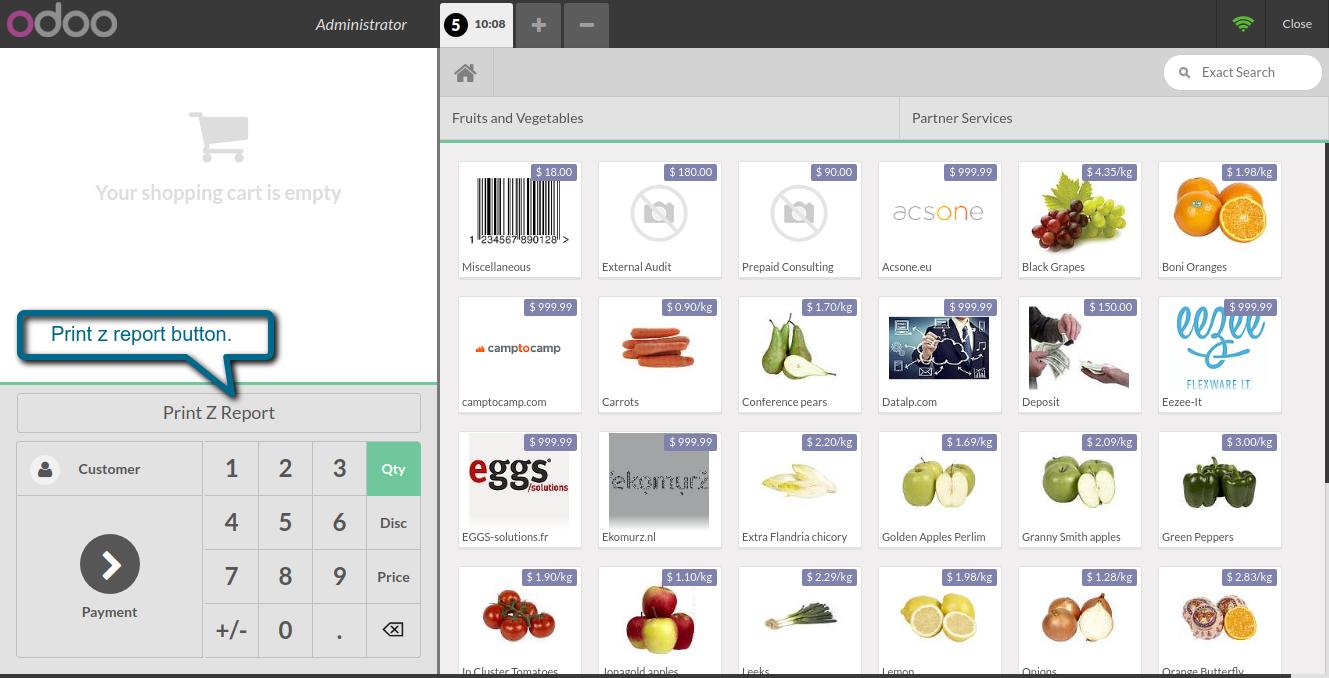 odoo
Administrator
5 10:08
+
−
Close
Exact Search
Your shopping cart is empty
Fruits and Vegetables
Partner Services
$ 18.00
1 234567 890128 >
Miscellaneous
$ 180.00
External Audit
$ 90.00
Prepaid Consulting
$ 999.99
acsone
Acsone.eu
$ 4.35/kg
Black Grapes
$ 1.98/kg
Boni Oranges
$ 999.99
camptocamp
camptocamp.com
$ 0.90/kg
Carrots
$ 1.70/kg
Conference pears
$ 999.99
Datalp.com
$ 150.00
Deposit
$ 999.99
eezee
FLEXWARE I.T.
Eezee-It
$ 999.99
eggs
/solutions
EGGS-solutions.fr
$ 999.99
ekomurz
Ekomurz.nl
$ 2.20/kg
Extra Flandria chicory
$ 1.69/kg
Golden Apples Perlim
$ 2.09/kg
Granny Smith apples
$ 3.00/kg
Green Peppers
$ 1.90/kg
In Cluster Tomatoes
$ 1.10/kg
Jonagold apples
$ 2.29/kg
Leeks
$ 1.98/kg
Lemon
$ 1.28/kg
Onions
$ 2.83/kg
Orange Butterfly
Print z report button.
Print Z Report
Customer
1 2 3 Qty
4 5 6 Disc
7 8 9 Price
Payment
+/- 0 .